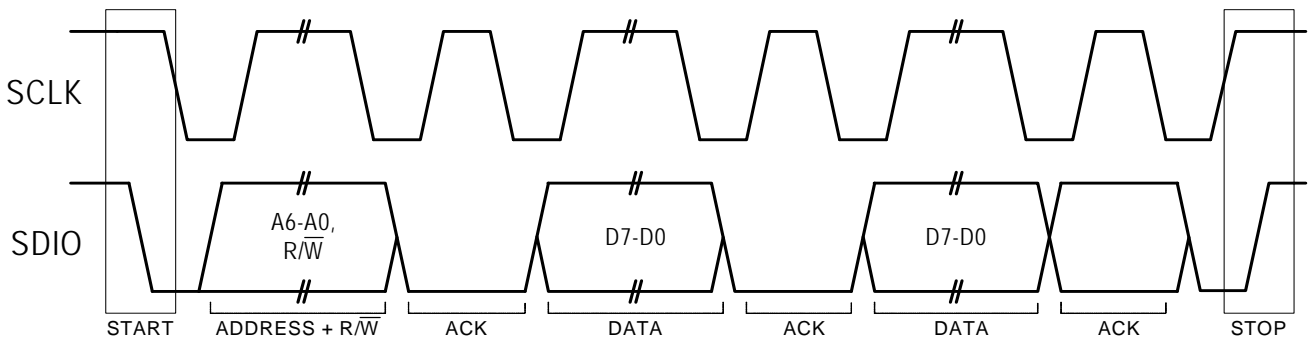 SCLK
SDIO
A6-A0,
R/W̅
D7-D0
D7-D0
START
ADDRESS + R/W̅
ACK
DATA
ACK
DATA
ACK
STOP